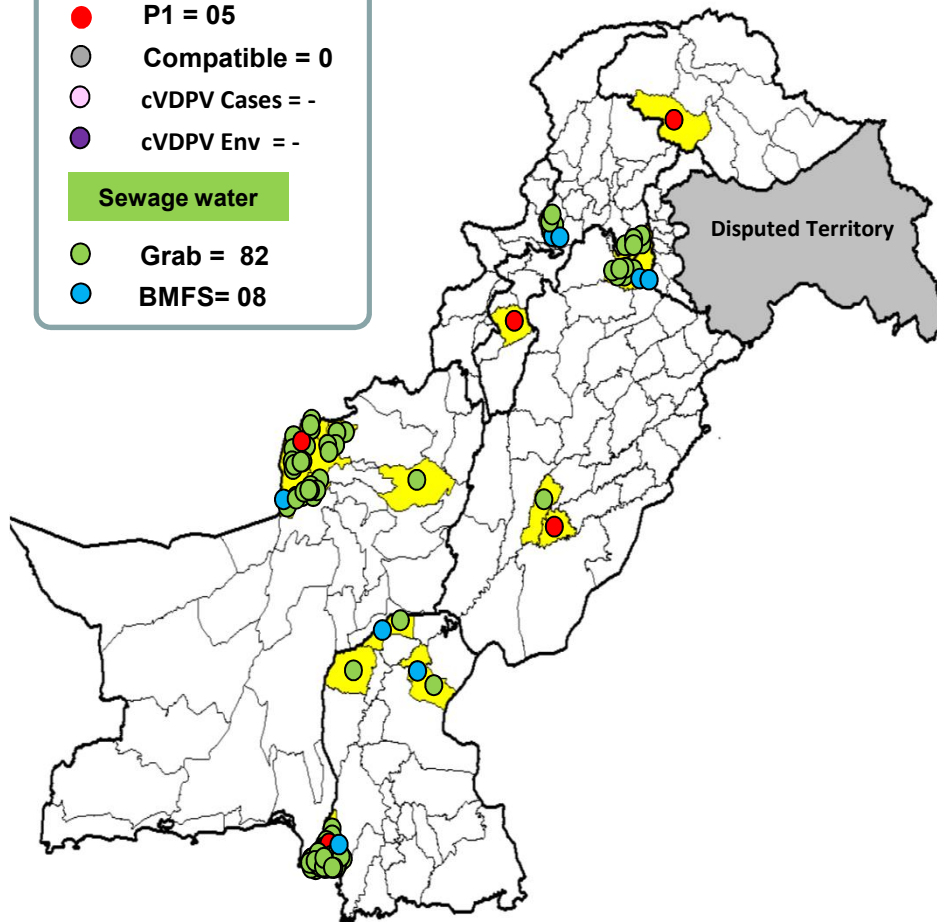 P1 = 05
Compatible = 0
cVDPV Cases = -
cVDPV Env = -
Sewage water
Grab = 82
BMFS= 08
Disputed Territory